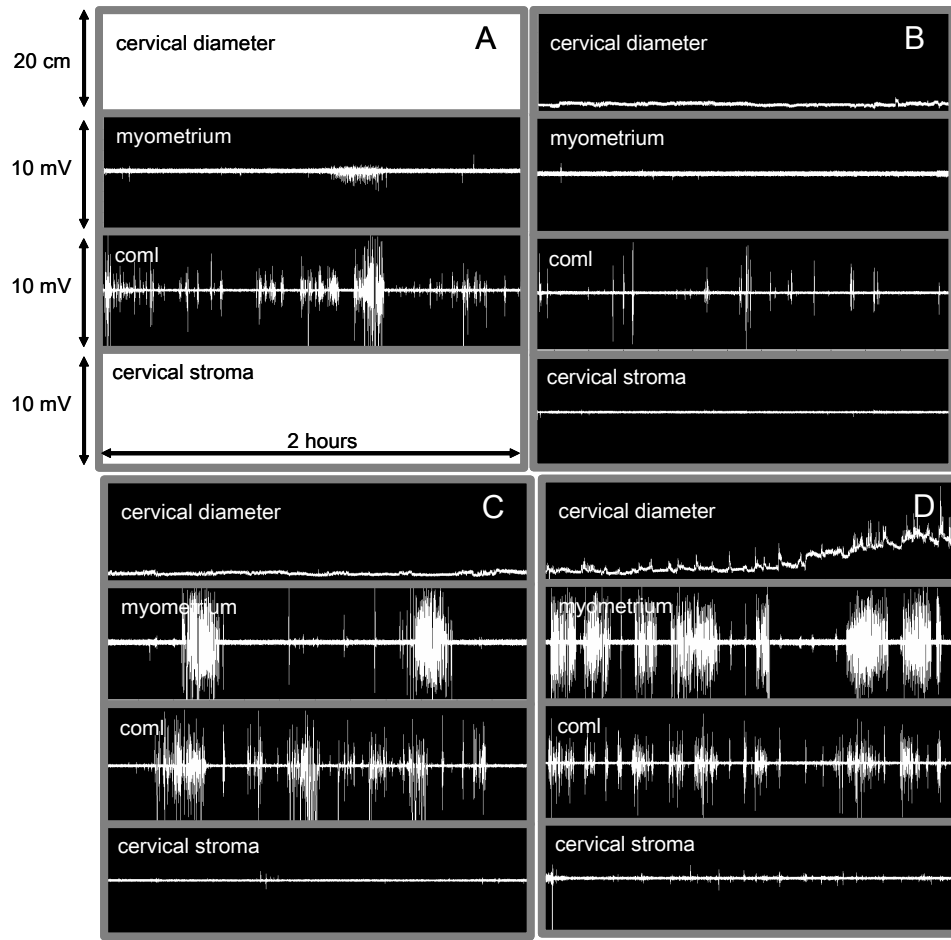 cervical diameter
A
20 cm
myometrium
10 mV
coml
10 mV
cervical stroma
10 mV
2 hours
cervical diameter
B
myometrium
coml
cervical stroma
cervical diameter
C
myometrium
coml
cervical stroma
cervical diameter
D
myometrium
coml
cervical stroma